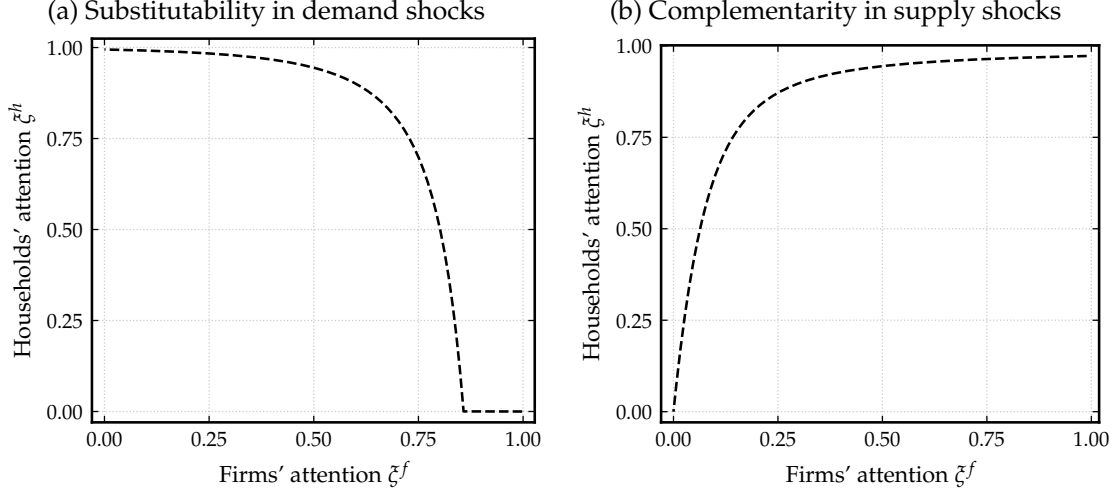 (a) Substitutability in demand shocks
1.00
0.75
0.50
0.25
0.00
Households’ attention ξ^h
0.00 0.25 0.50 0.75 1.00
Firms’ attention ξ^f
(b) Complementarity in supply shocks
1.00
0.75
0.50
0.25
0.00
Households’ attention ξ^h
0.00 0.25 0.50 0.75 1.00
Firms’ attention ξ^f